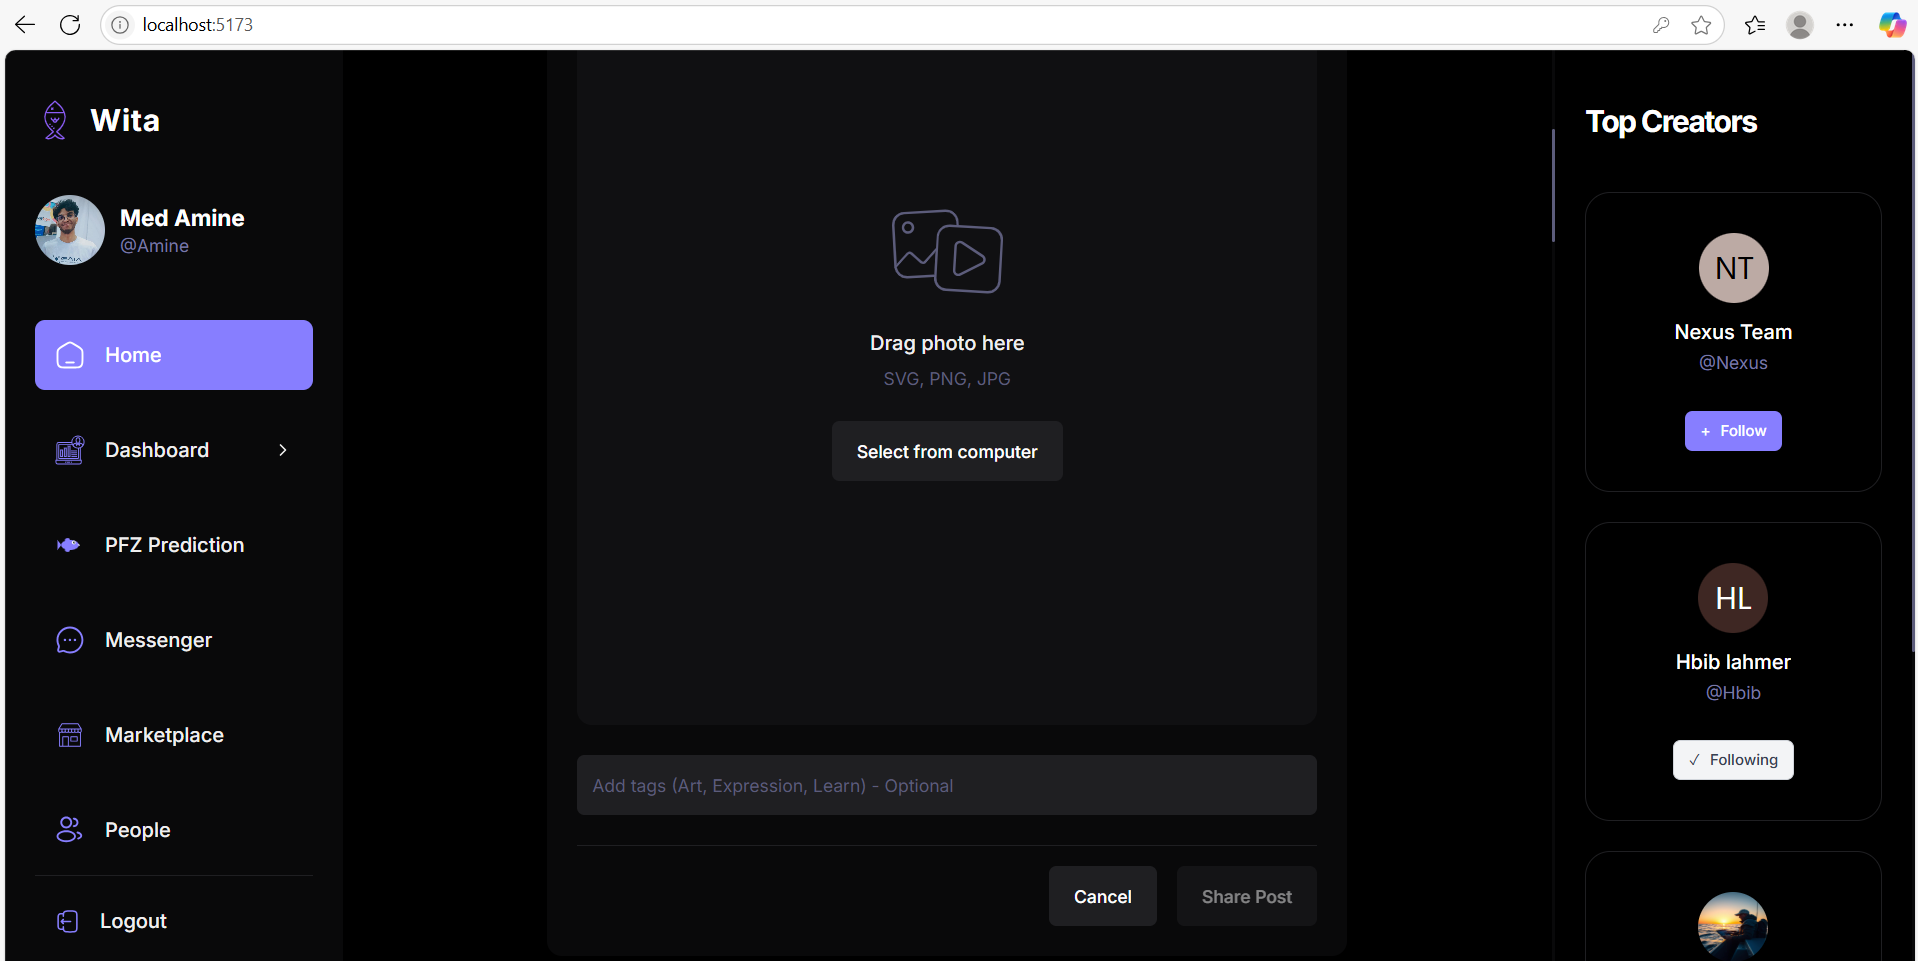 localhost:5173
Wita
Med Amine
@Amine
Home
Dashboard
PFZ Prediction
Messenger
Marketplace
People
Logout
Drag photo here
SVG, PNG, JPG
Select from computer
Add tags (Art, Expression, Learn) - Optional
Cancel
Share Post
Top Creators
NT
Nexus Team
@Nexus
+ Follow
HL
Hbib lahmer
@Hbib
✓ Following